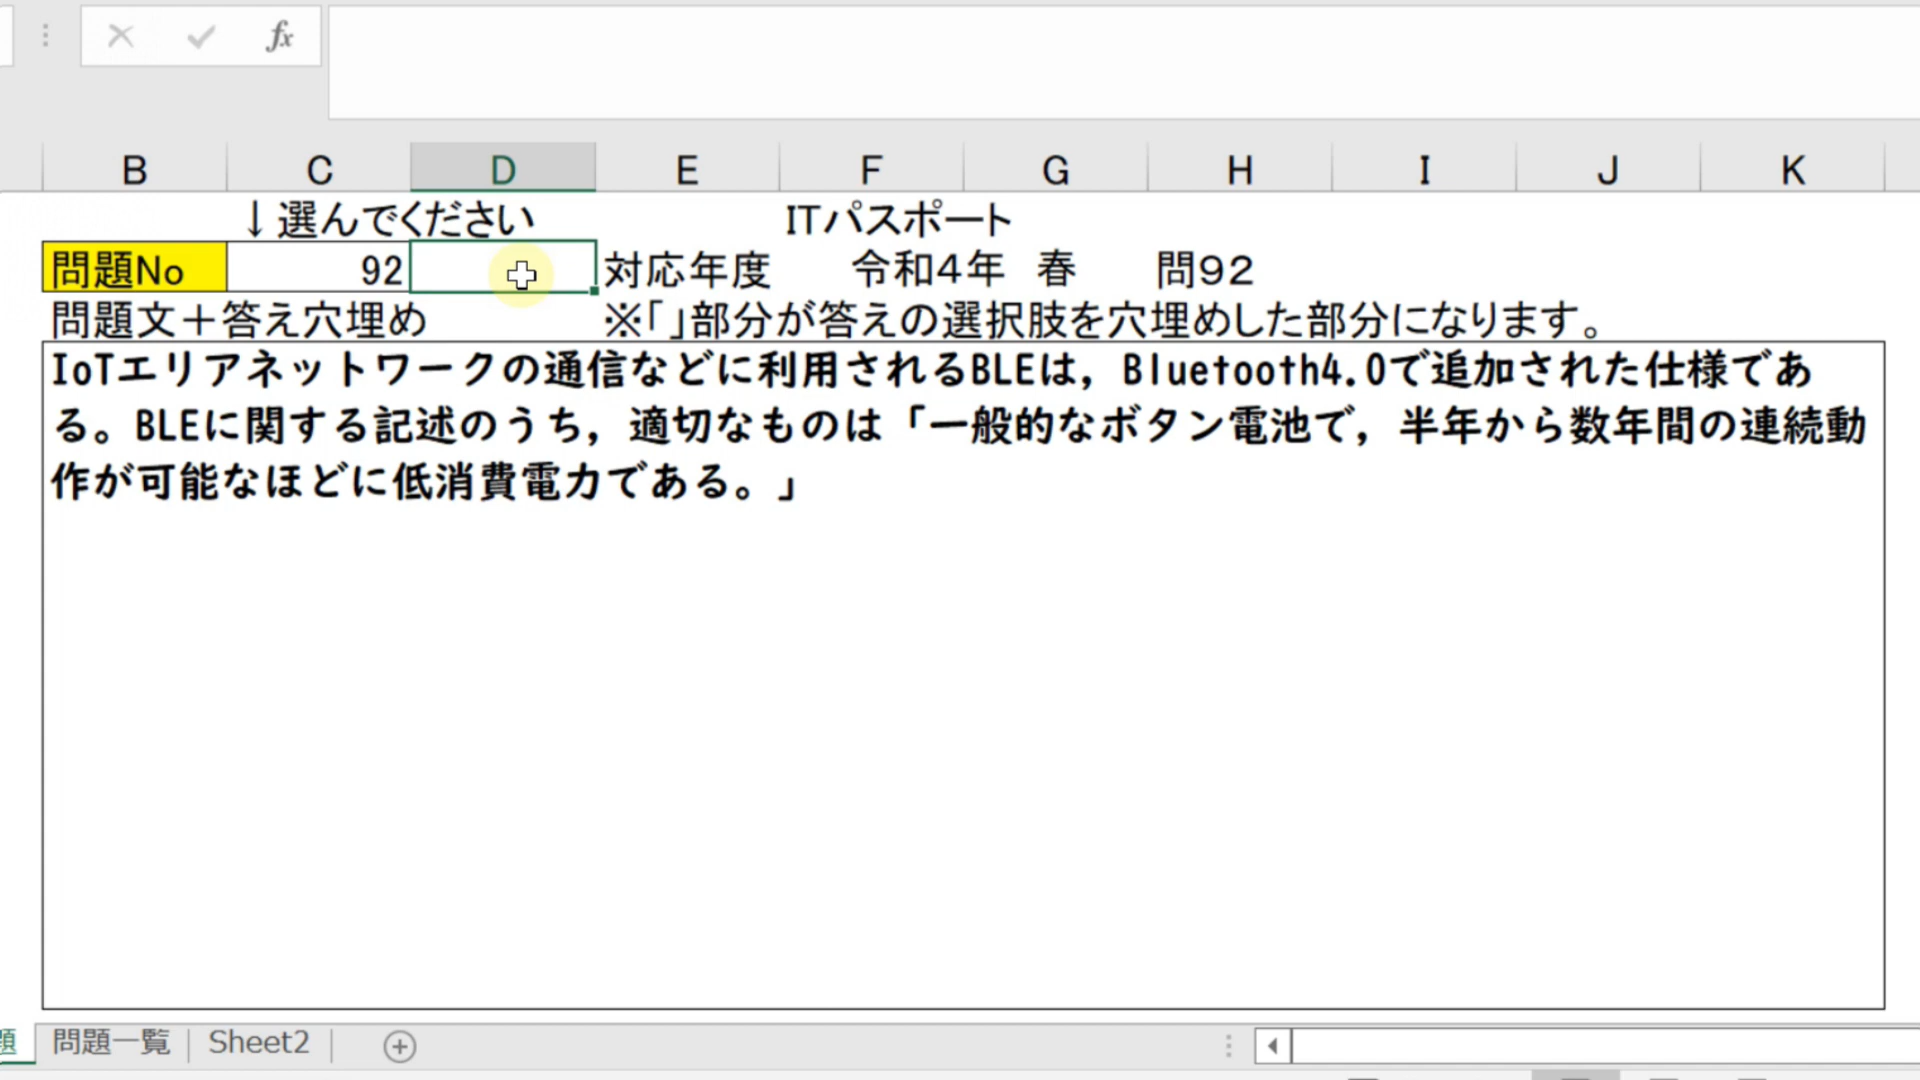 fx
B C D E F G H I J K
↓選んでください ITパスポート
問題No 92 対応年度 令和4年 春 問92
問題文＋答え穴埋め ※「」部分が答えの選択肢を穴埋めした部分になります。
IoTエリアネットワークの通信などに利用されるBLEは，Bluetooth4.0で追加された仕様であ
る。BLEに関する記述のうち，適切なものは「一般的なボタン電池で，半年から数年間の連続動
作が可能なほどに低消費電力である。」
題 問題一覧 Sheet2